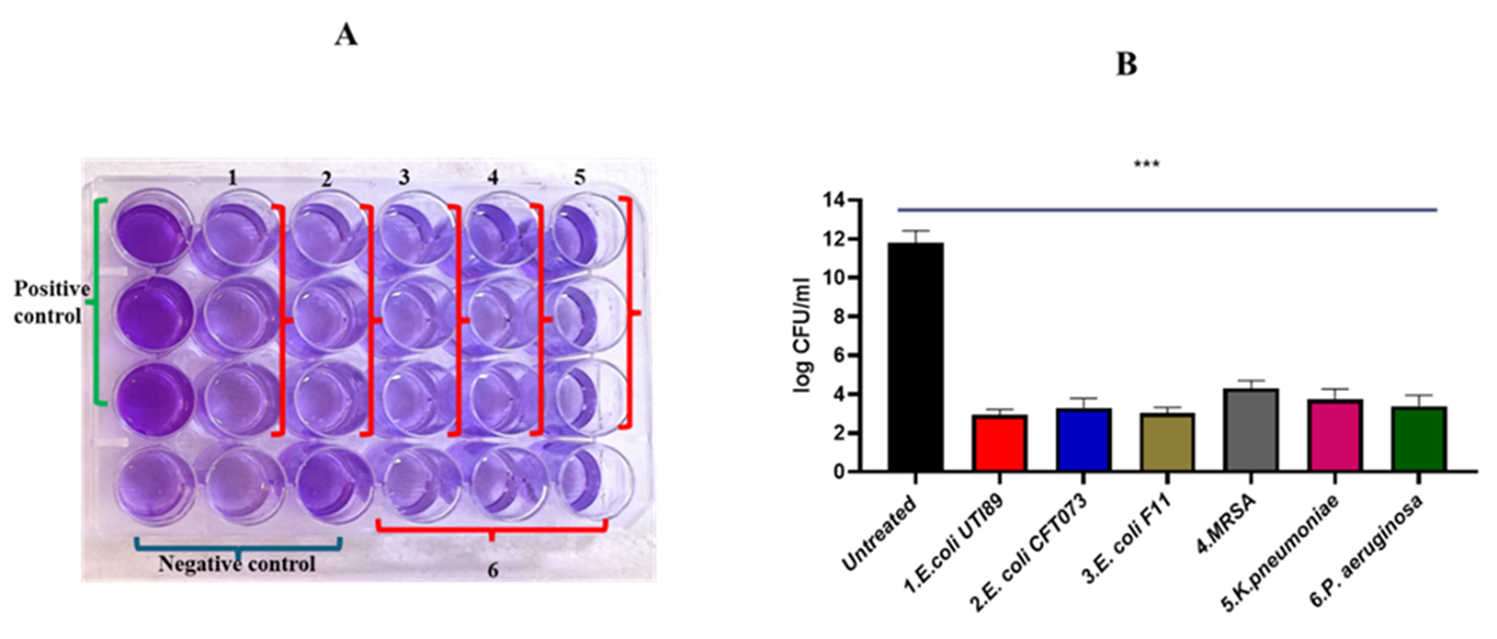 A
1 2 3 4 5
Positive
control
Negative control
6
B
***
log CFU/ml
14
12
10
8
6
4
2
0
Untreated
1.E.coli UTI89
2.E. coli CFT073
3.E. coli F11
4.MRSA
5.K.pneumoniae
6.P. aeruginosa